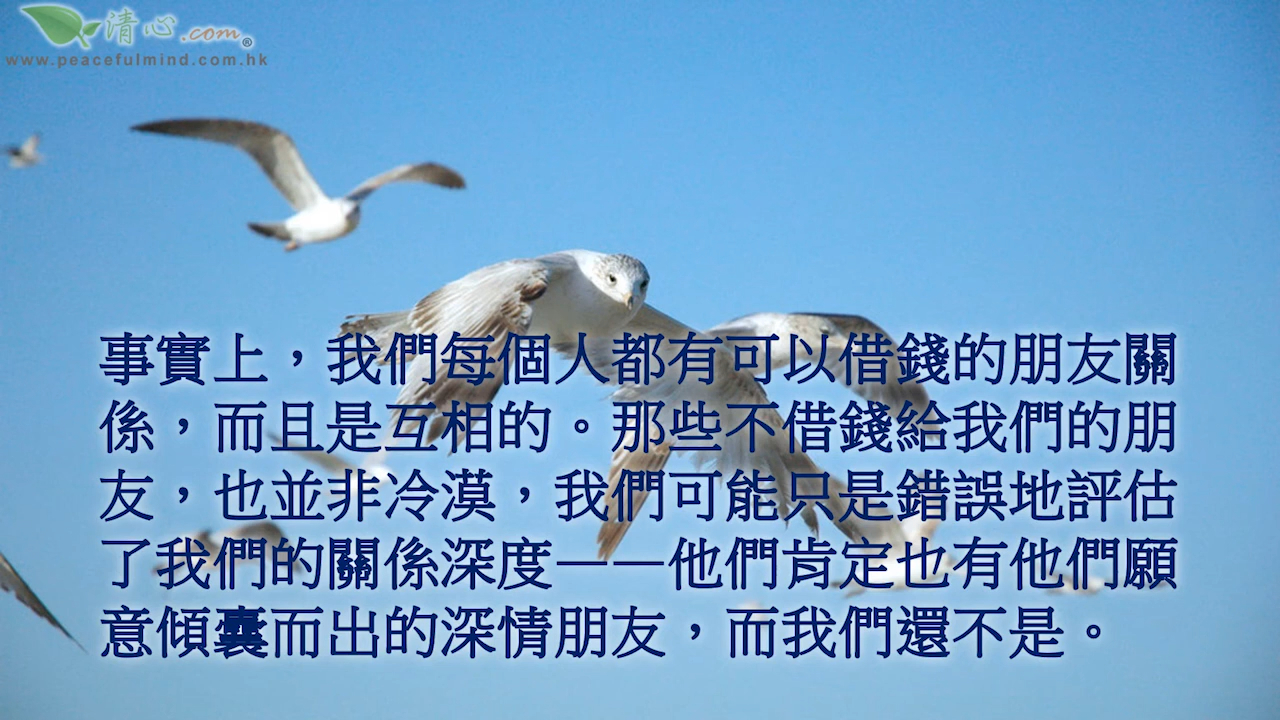 清心.com®
www.peacefulmind.com.hk
事實上，我們每個人都有可以借錢的朋友關
係，而且是互相的。那些不借錢給我們的朋
友，也並非冷漠，我們可能只是錯誤地評估
了我們的關係深度——他們肯定也有他們願
意傾囊而出的深情朋友，而我們還不是。